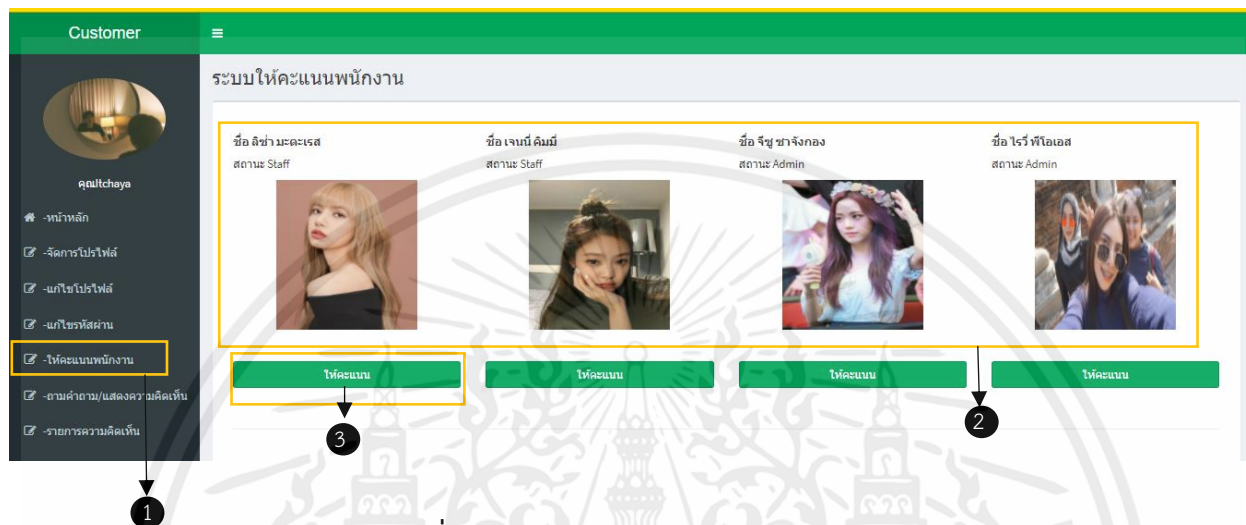 Customer
ระบบให้คะแนนพนักงาน
คุณItchaya
-หน้าหลัก
-จัดการโปรไฟล์
-แก้ไขโปรไฟล์
-แก้ไขรหัสผ่าน
-ให้คะแนนพนักงาน
-ถามคำถาม/แสดงความคิดเห็น
-รายการความคิดเห็น
ชื่อ ลิซ่า มะตะเรส
สถานะ Staff
ชื่อ เจนนี่ คิมมี่
สถานะ Staff
ชื่อ จีซู ซาจังกอง
สถานะ Admin
ชื่อ ไรวี่ พีโอเอส
สถานะ Admin
ให้คะแนน
ให้คะแนน
ให้คะแนน
ให้คะแนน
1
3
2